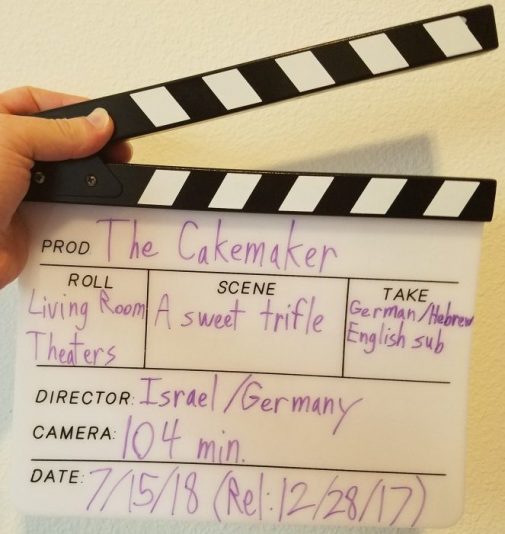 PROD The Cakemaker
ROLL SCENE TAKE
Living Room Theaters
A sweet trifle
German/Hebrew
English sub
DIRECTOR: Israel/Germany
CAMERA: 104 min.
DATE: 7/15/18 (Rel: 12/28/17)